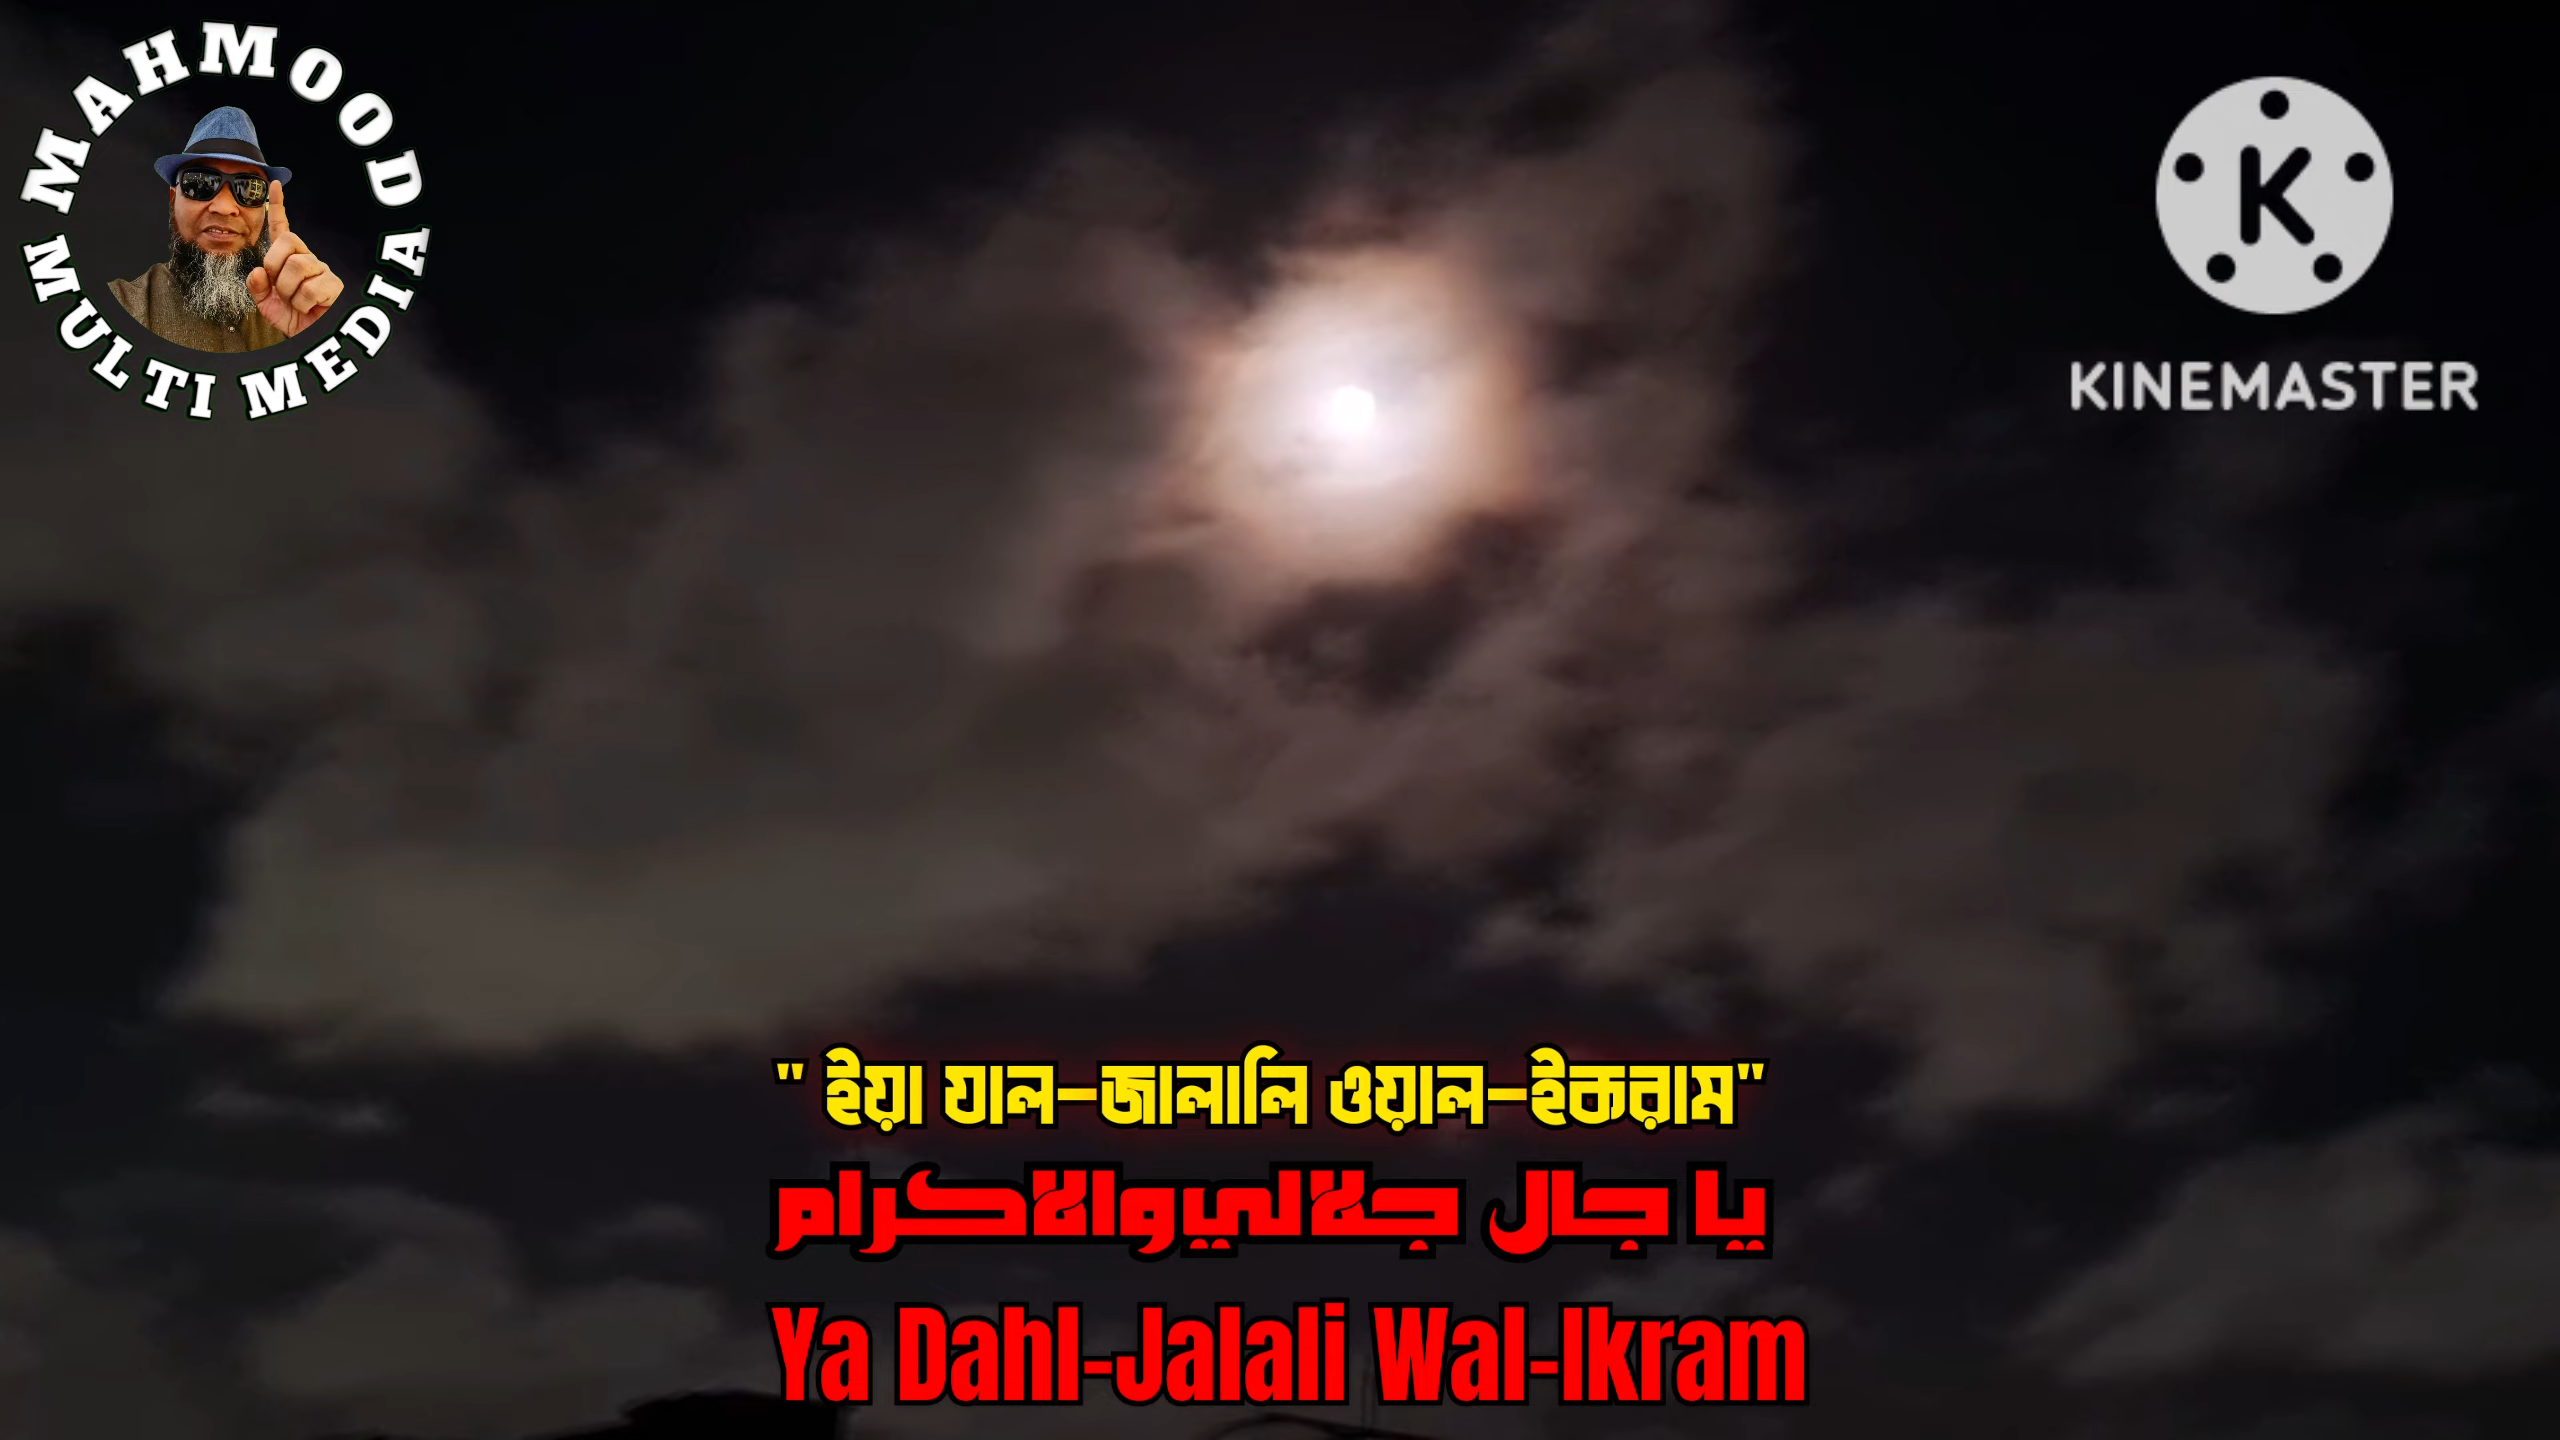 MAHMOOD
MULTI MEDIA
K
KINEMASTER
" ইয়া যাল-জালালি ওয়াল-ইকরাম"
يا جال جلالي والاكرام
Ya Dahl-Jalali Wal-Ikram